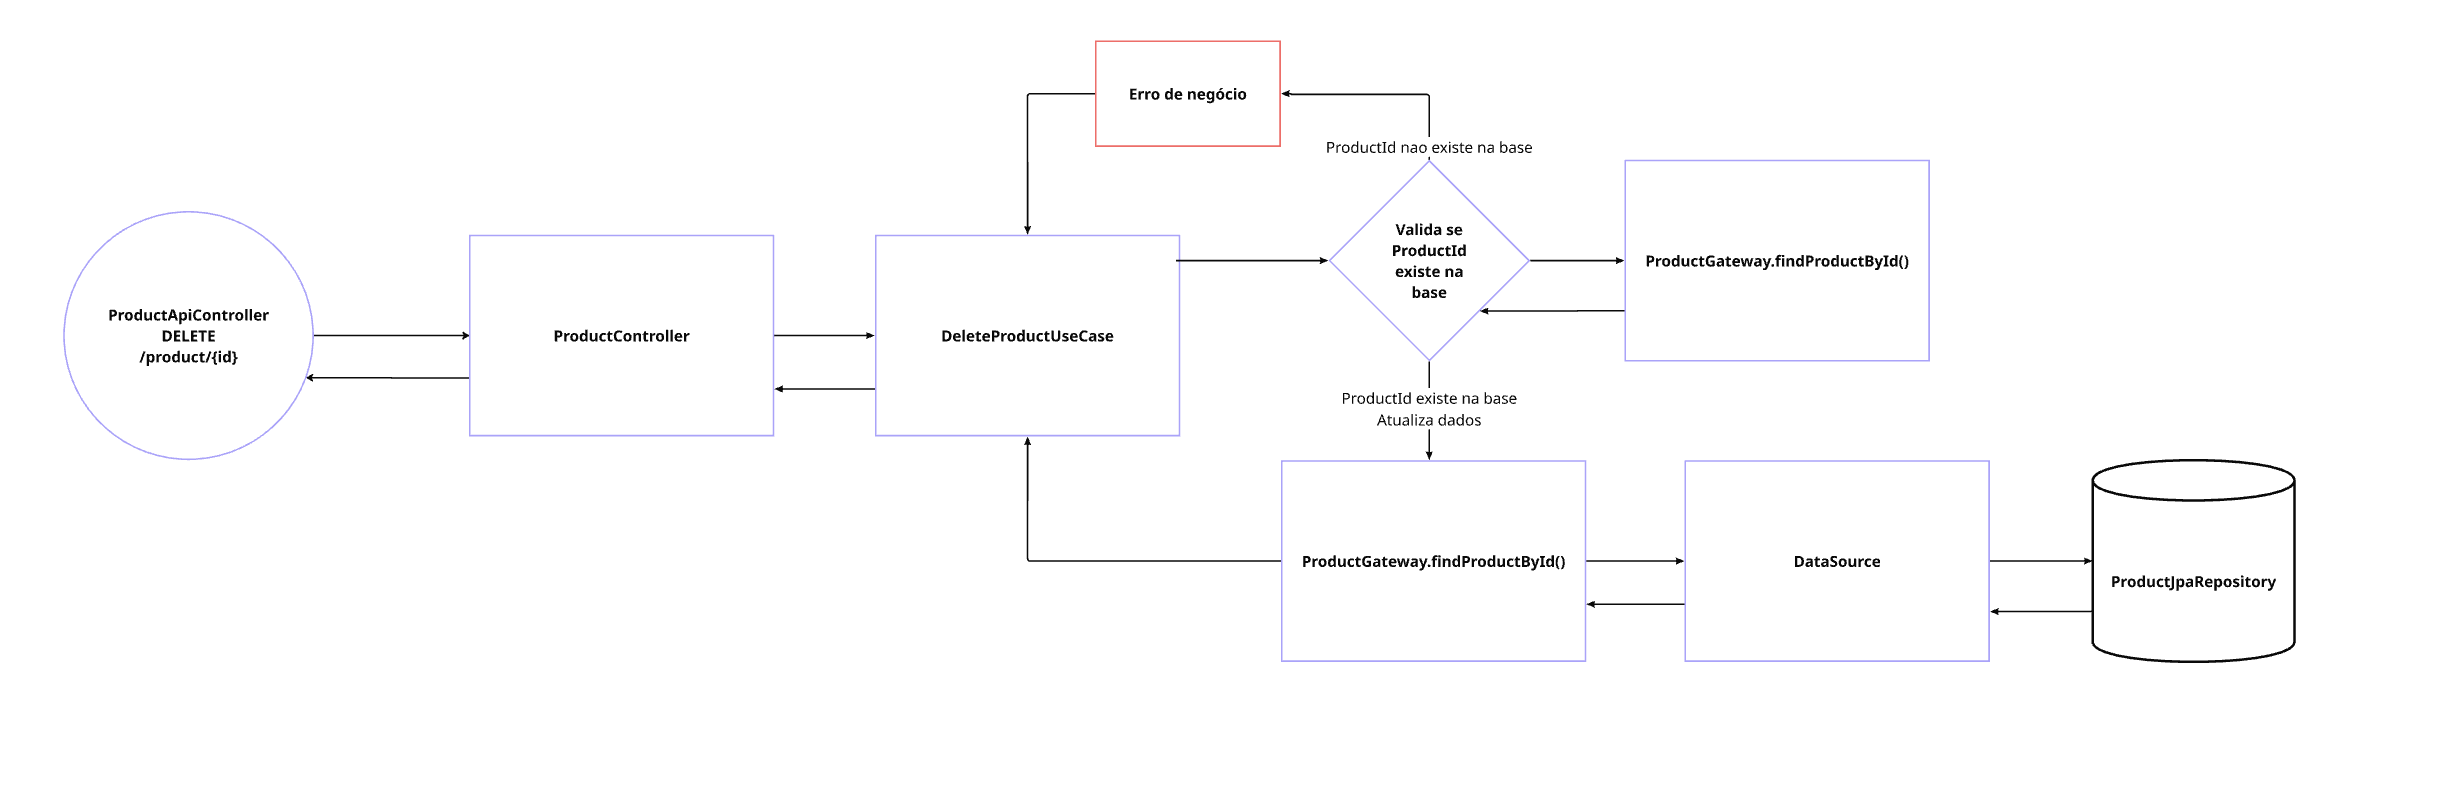 Erro de negócio
ProductId nao existe na base
Valida se
ProductId
existe na
base
ProductGateway.findProductById()
ProductApiController
DELETE
/product/{id}
ProductController
DeleteProductUseCase
ProductId existe na base
Atualiza dados
ProductGateway.findProductById()
DataSource
ProductJpaRepository